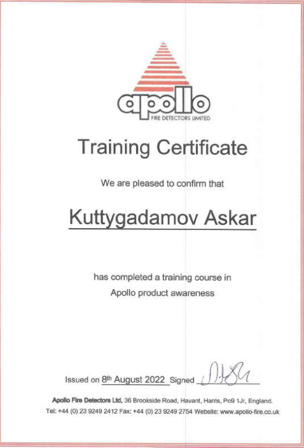 apollo
FIRE DETECTORS LIMITED
Training Certificate
We are pleased to confirm that
Kuttygadamov Askar
has completed a training course in
Apollo product awareness
Issued on 8th August 2022 Signed
Apollo Fire Detectors Ltd, 36 Brookside Road, Havant, Hants, Po9 1Jr, England.
Tel: +44 (0) 23 9249 2412 Fax: +44 (0) 23 9249 2754 Website: www.apollo-fire.co.uk